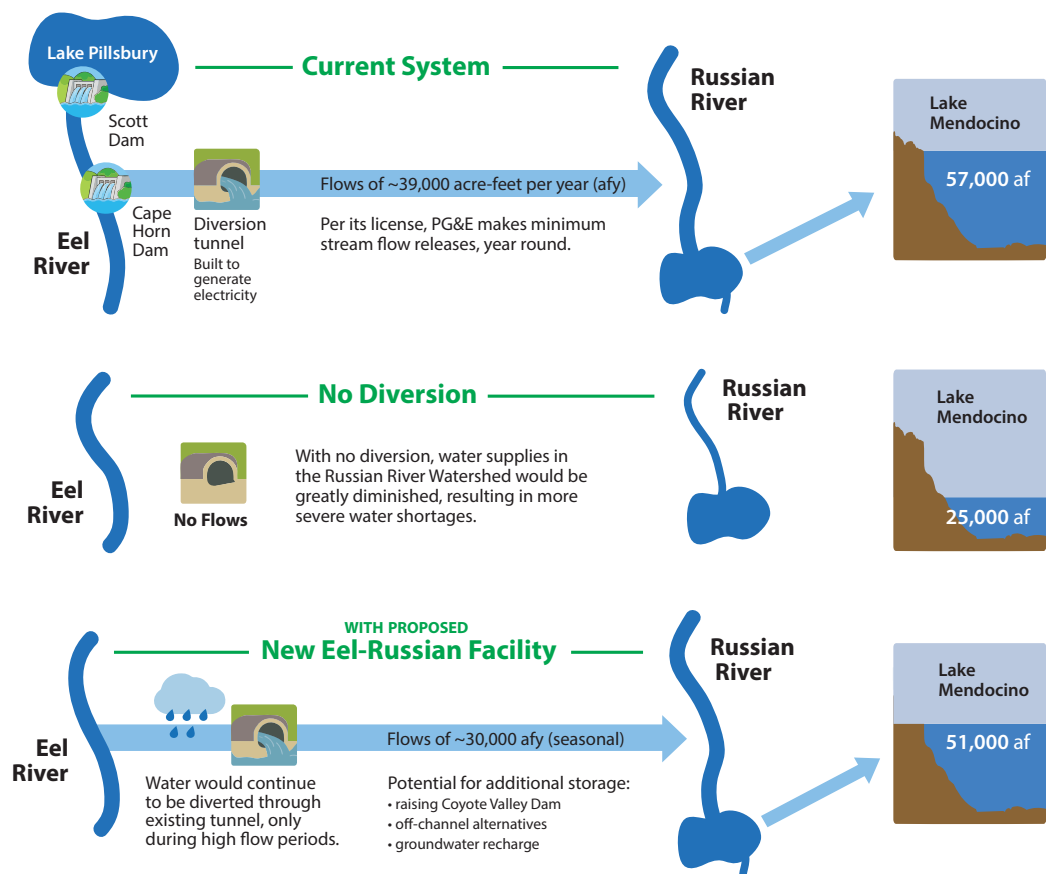 Lake Pillsbury
Current System
Scott
Dam
Russian
River
Lake
Mendocino
57,000 af
Flows of ~39,000 acre-feet per year (afy)
Per its license, PG&E makes minimum
stream flow releases, year round.
Cape
Horn
Dam
Eel
River
Diversion
tunnel
Built to
generate
electricity
No Diversion
Russian
River
Lake
Mendocino
25,000 af
With no diversion, water supplies in
the Russian River Watershed would be
greatly diminished, resulting in more
severe water shortages.
Eel
River
No Flows
WITH PROPOSED
New Eel-Russian Facility
Russian
River
Lake
Mendocino
51,000 af
Flows of ~30,000 afy (seasonal)
Eel
River
Water would continue
to be diverted through
existing tunnel, only
during high flow periods.
Potential for additional storage:
• raising Coyote Valley Dam
• off-channel alternatives
• groundwater recharge